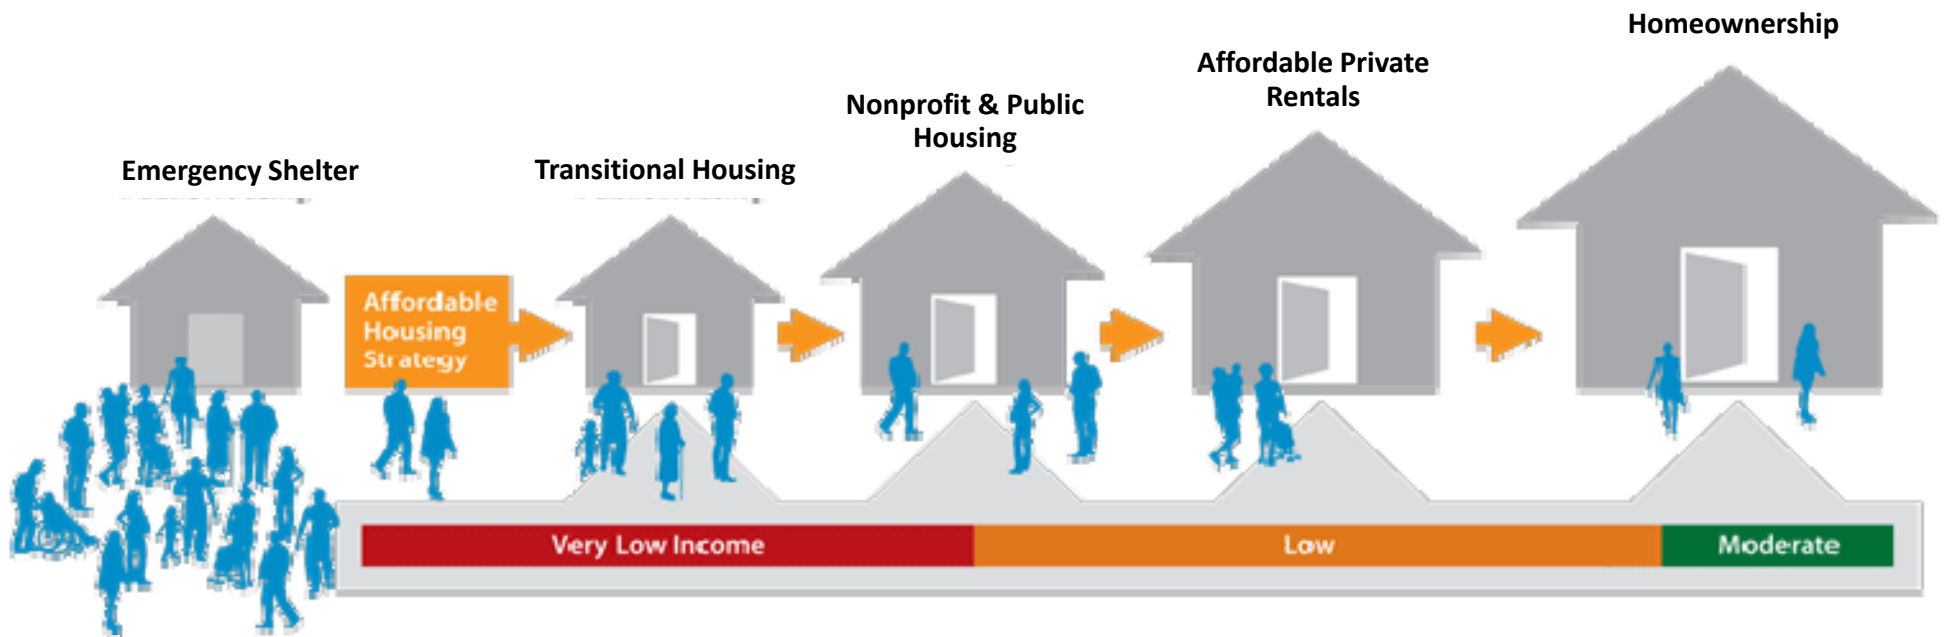 Homeownership
Affordable Private
Rentals
Nonprofit & Public
Housing
Emergency Shelter
Transitional Housing
Affordable
Housing
Strategy
Very Low Income
Low
Moderate